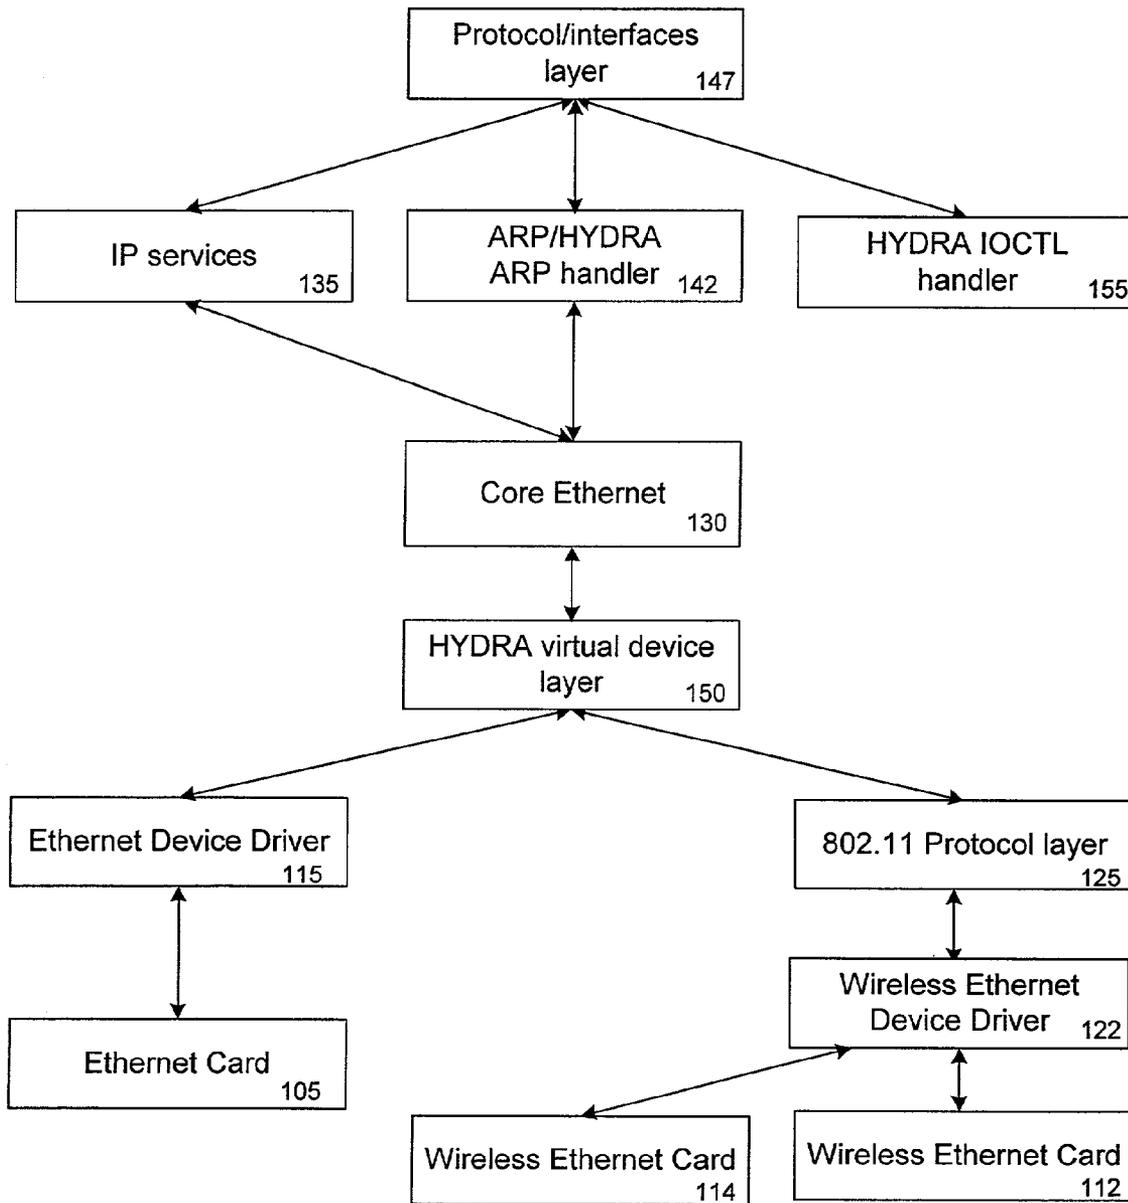 Protocol/interfaces
layer
147
IP services
135
ARP/HYDRA
ARP handler
142
HYDRA IOCTL
handler
155
Core Ethernet
130
HYDRA virtual device
layer
150
Ethernet Device Driver
115
802.11 Protocol layer
125
Wireless Ethernet
Device Driver
122
Ethernet Card
105
Wireless Ethernet Card
114
Wireless Ethernet Card
112